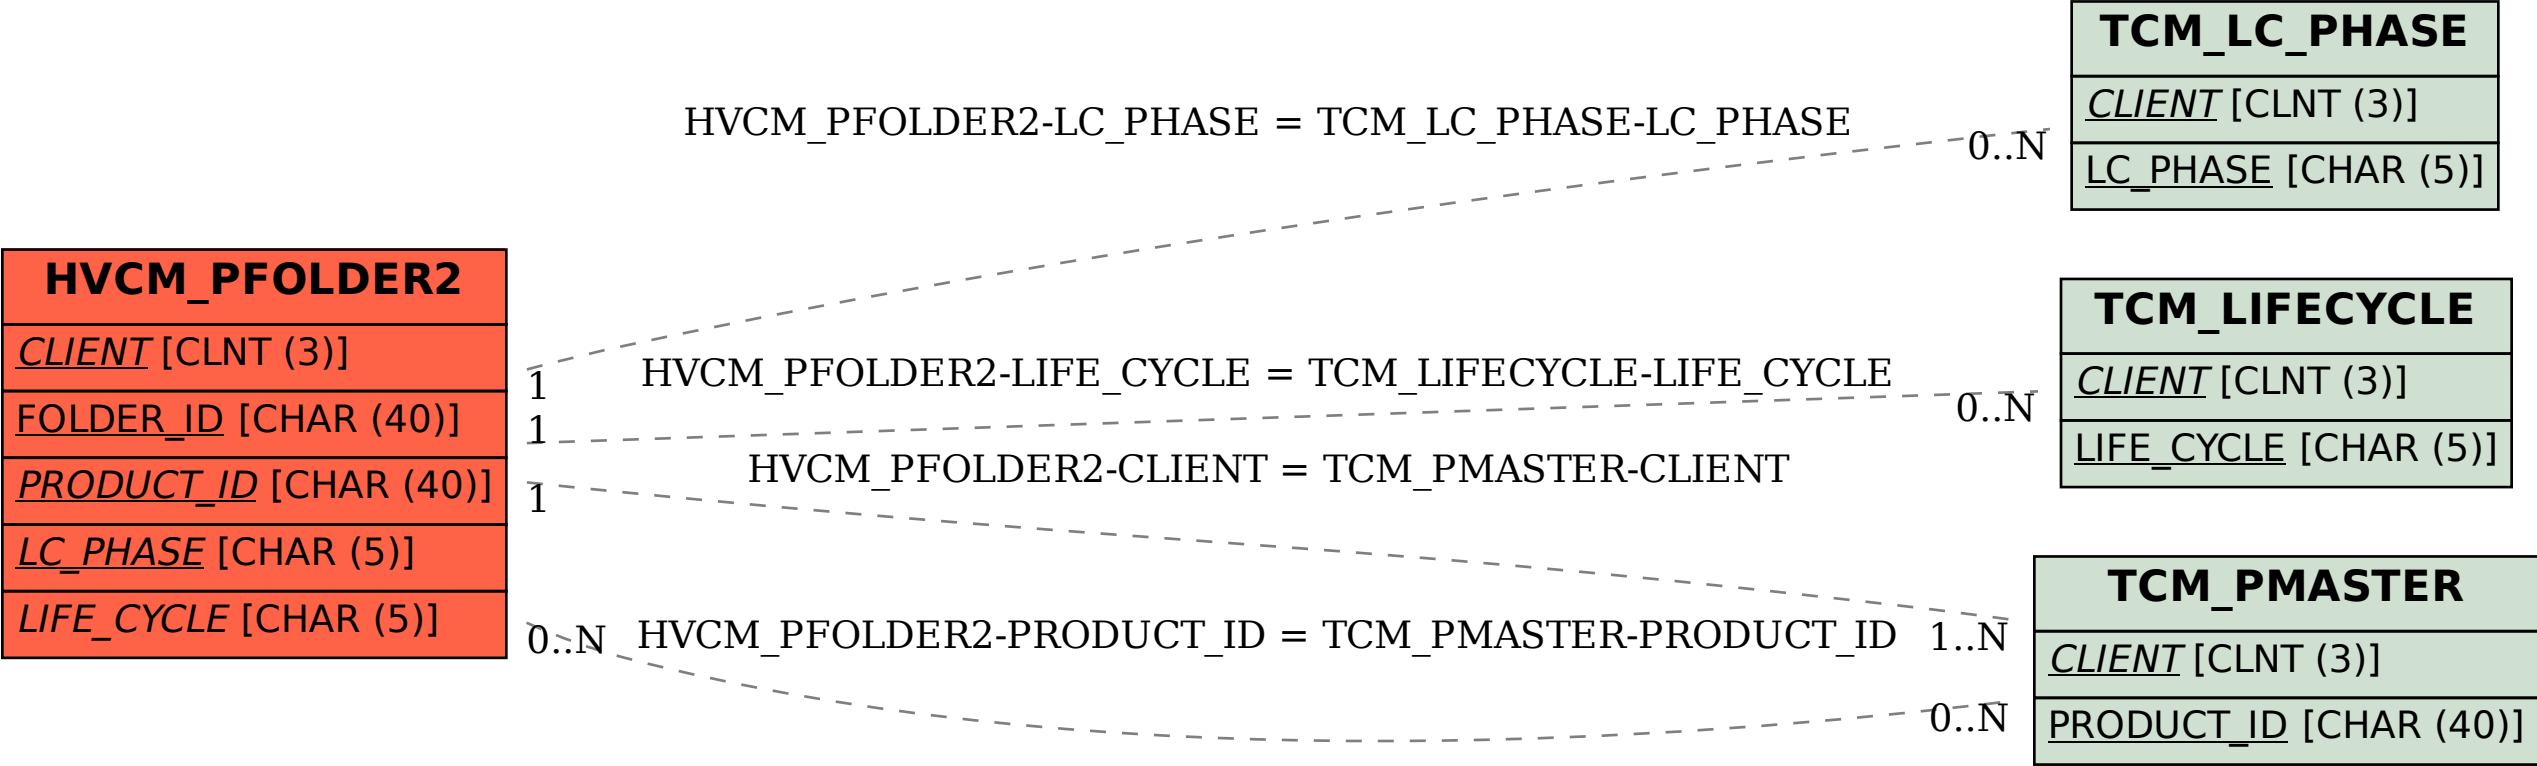 HVCM_PFOLDER2
CLIENT [CLNT (3)]
FOLDER_ID [CHAR (40)]
PRODUCT_ID [CHAR (40)]
LC_PHASE [CHAR (5)]
LIFE_CYCLE [CHAR (5)]
HVCM_PFOLDER2-LC_PHASE = TCM_LC_PHASE-LC_PHASE
1
0..N
HVCM_PFOLDER2-LIFE_CYCLE = TCM_LIFECYCLE-LIFE_CYCLE
1
0..N
HVCM_PFOLDER2-CLIENT = TCM_PMASTER-CLIENT
1
1..N
HVCM_PFOLDER2-PRODUCT_ID = TCM_PMASTER-PRODUCT_ID
0..N
0..N
TCM_LC_PHASE
CLIENT [CLNT (3)]
LC_PHASE [CHAR (5)]
TCM_LIFECYCLE
CLIENT [CLNT (3)]
LIFE_CYCLE [CHAR (5)]
TCM_PMASTER
CLIENT [CLNT (3)]
PRODUCT_ID [CHAR (40)]